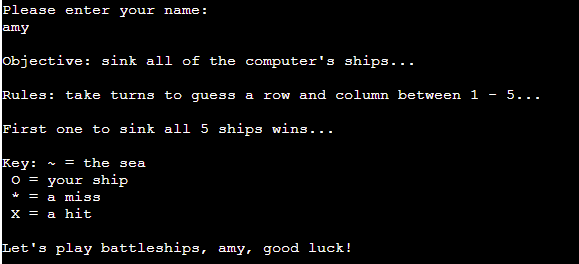 Please enter your name:
amy
Objective: sink all of the computer's ships...
Rules: take turns to guess a row and column between 1 - 5...
First one to sink all 5 ships wins...
Key: ~ = the sea
O = your ship
* = a miss
X = a hit
Let's play battleships, amy, good luck!